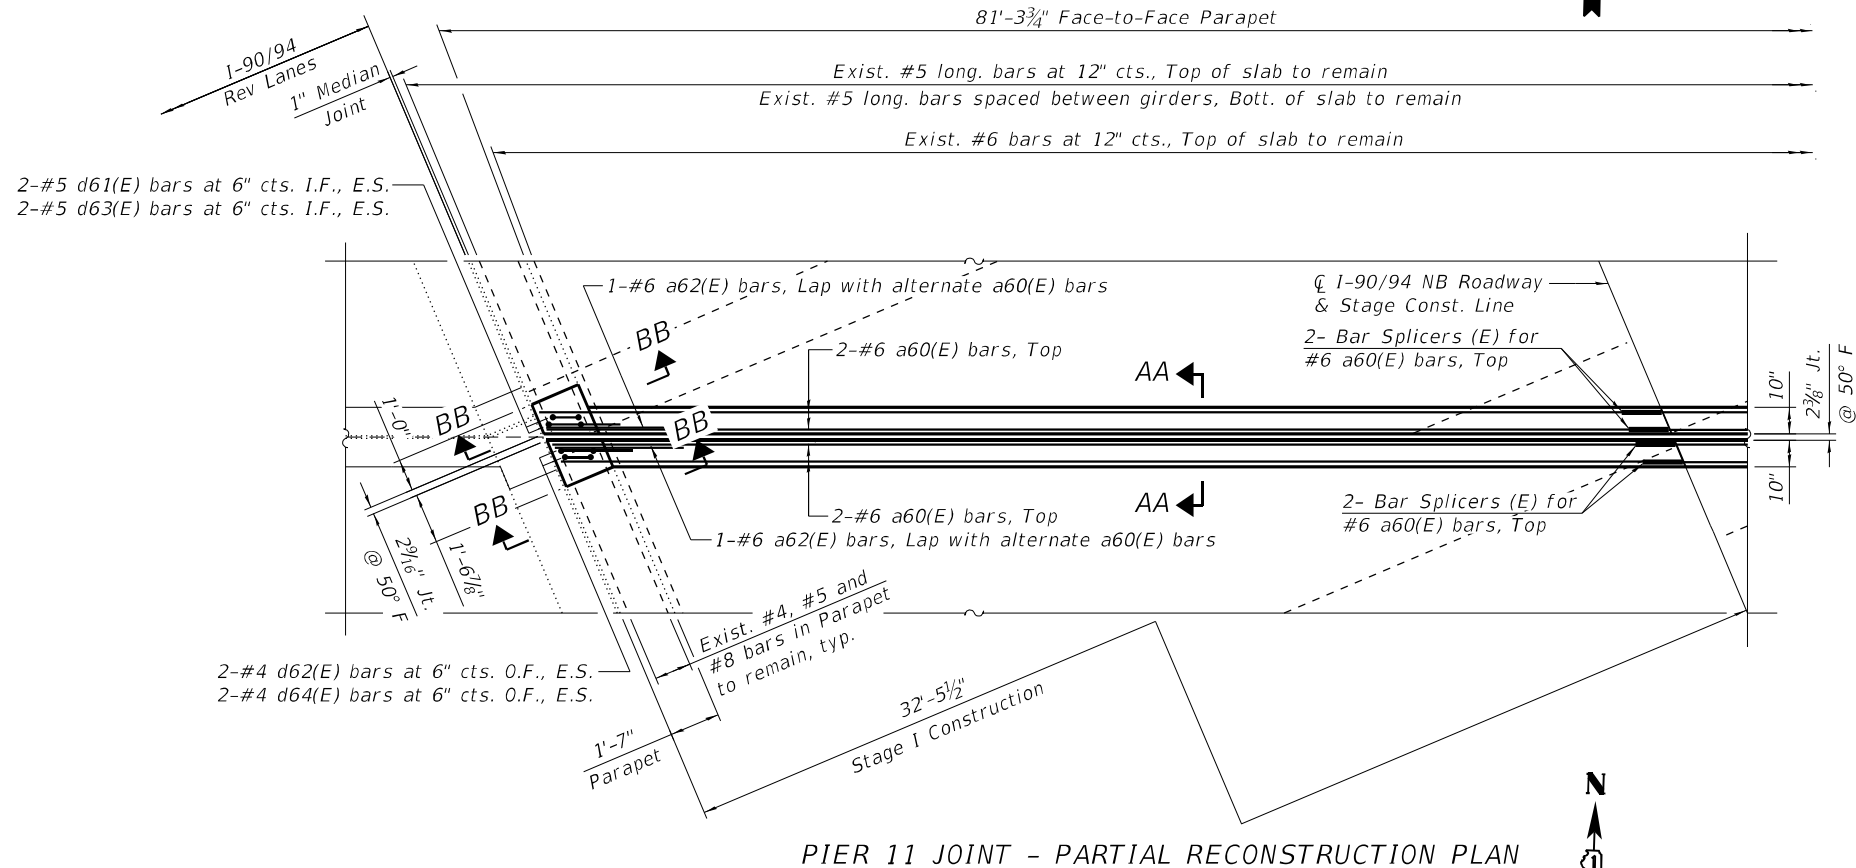 81'-3¾" Face-to-Face Parapet
I-90/94
Rev Lanes
1" Median
Joint
Exist. #5 long. bars at 12" cts., Top of slab to remain
Exist. #5 long. bars spaced between girders, Bott. of slab to remain
Exist. #6 bars at 12" cts., Top of slab to remain
2-#5 d61(E) bars at 6" cts. I.F., E.S.
2-#5 d63(E) bars at 6" cts. I.F., E.S.
1-#6 a62(E) bars, Lap with alternate a60(E) bars
℄ I-90/94 NB Roadway
& Stage Const. Line
BB
2-#6 a60(E) bars, Top
2- Bar Splicers (E) for
#6 a60(E) bars, Top
AA
10"
2⅜" Jt.
@ 50° F
1'-0"
BB
BB
10"
AA
BB
2-#6 a60(E) bars, Top
2- Bar Splicers (E) for
#6 a60(E) bars, Top
1-#6 a62(E) bars, Lap with alternate a60(E) bars
2 9/16" Jt.
@ 50° F
1'-6⅞"
Exist. #4, #5 and
#8 bars in Parapet
to remain, typ.
2-#4 d62(E) bars at 6" cts. O.F., E.S.
2-#4 d64(E) bars at 6" cts. O.F., E.S.
32'-5½"
Stage I Construction
1'-7"
Parapet
N
PIER 11 JOINT - PARTIAL RECONSTRUCTION PLAN